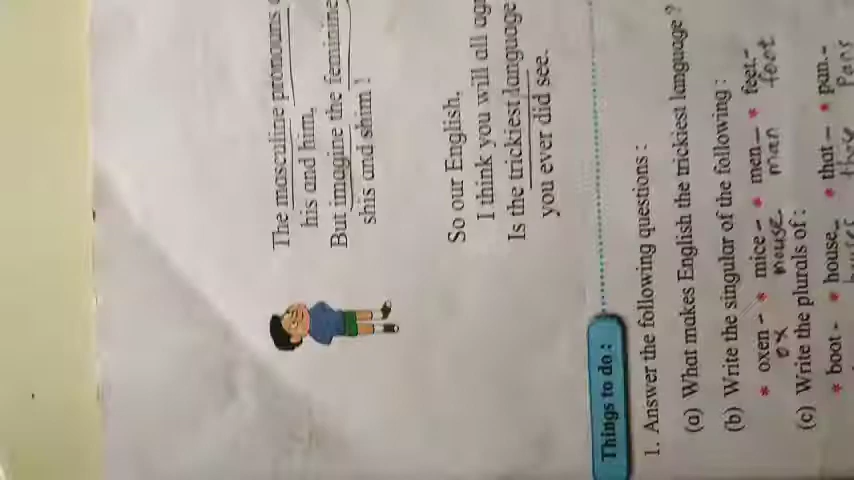 The masculine pronouns
his and him,
But imagine the feminine
shis and shim !
So our English,
I think you will all
Is the trickiest language
you ever did see.
Things to do :
1. Answer the following questions :
(a) What makes English the trickiest language ?
(b) Write the singular of the following :
* oxen - * mice - * men - * feet -
ox mouse man foot
(c) Write the plurals of :
* boot - * house - * that - * pan -